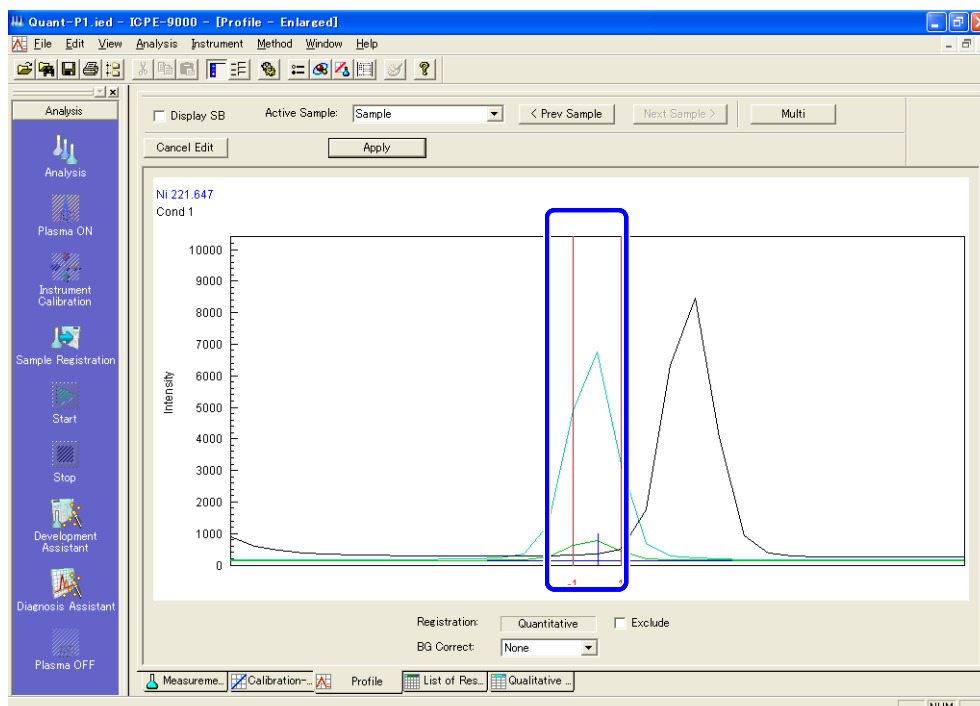 Quant-P1.ied - ICPE-9000 - [Profile - Enlarged]
File Edit View Analysis Instrument Method Window Help
Analysis
Display SB Active Sample: Sample < Prev Sample Next Sample > Multi
Cancel Edit Apply
Analysis
Plasma ON
Instrument
Calibration
Sample Registration
Start
Stop
Development
Assistant
Diagnosis Assistant
Plasma OFF
Ni 221.647
Cond 1
Intensity
10000
9000
8000
7000
6000
5000
4000
3000
2000
1000
0
-1
Registration: Quantitative Exclude
BG Correct: None
Measureme... Calibration-... Profile List of Res... Qualitative ...
NUM